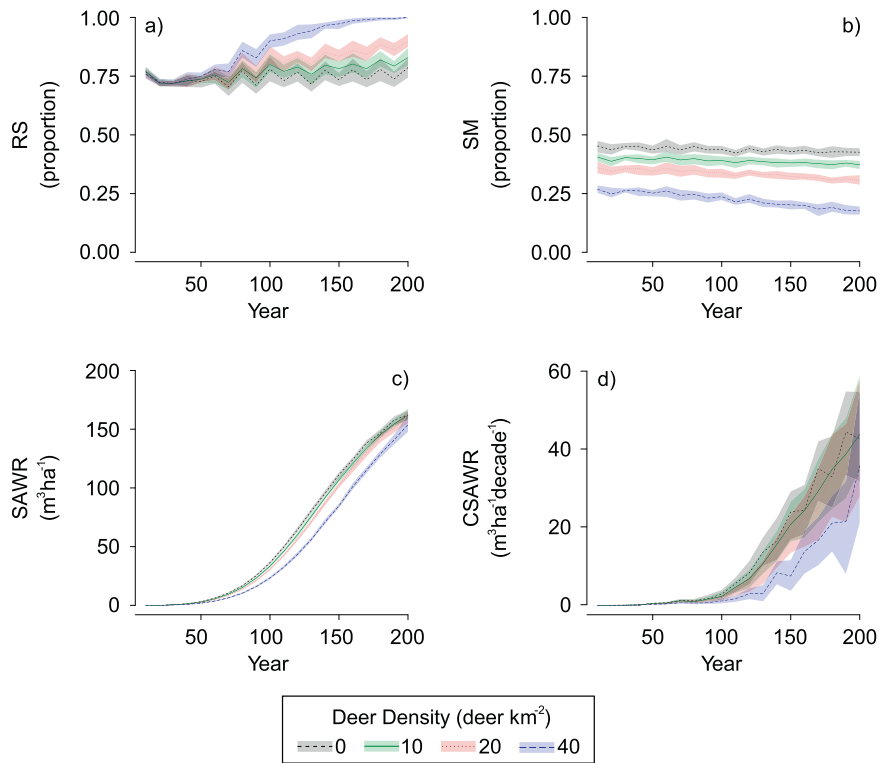 a)
1.00
0.75
0.50
0.25
0.00
RS
(proportion)
50 100 150 200
Year
b)
1.00
0.75
0.50
0.25
0.00
SM
(proportion)
50 100 150 200
Year
c)
200
150
100
50
0
SAWR
(m³ha⁻¹)
50 100 150 200
Year
d)
60
40
20
0
CSAWR
(m³ha⁻¹decade⁻¹)
50 100 150 200
Year
Deer Density (deer km⁻²)
0 10 20 40